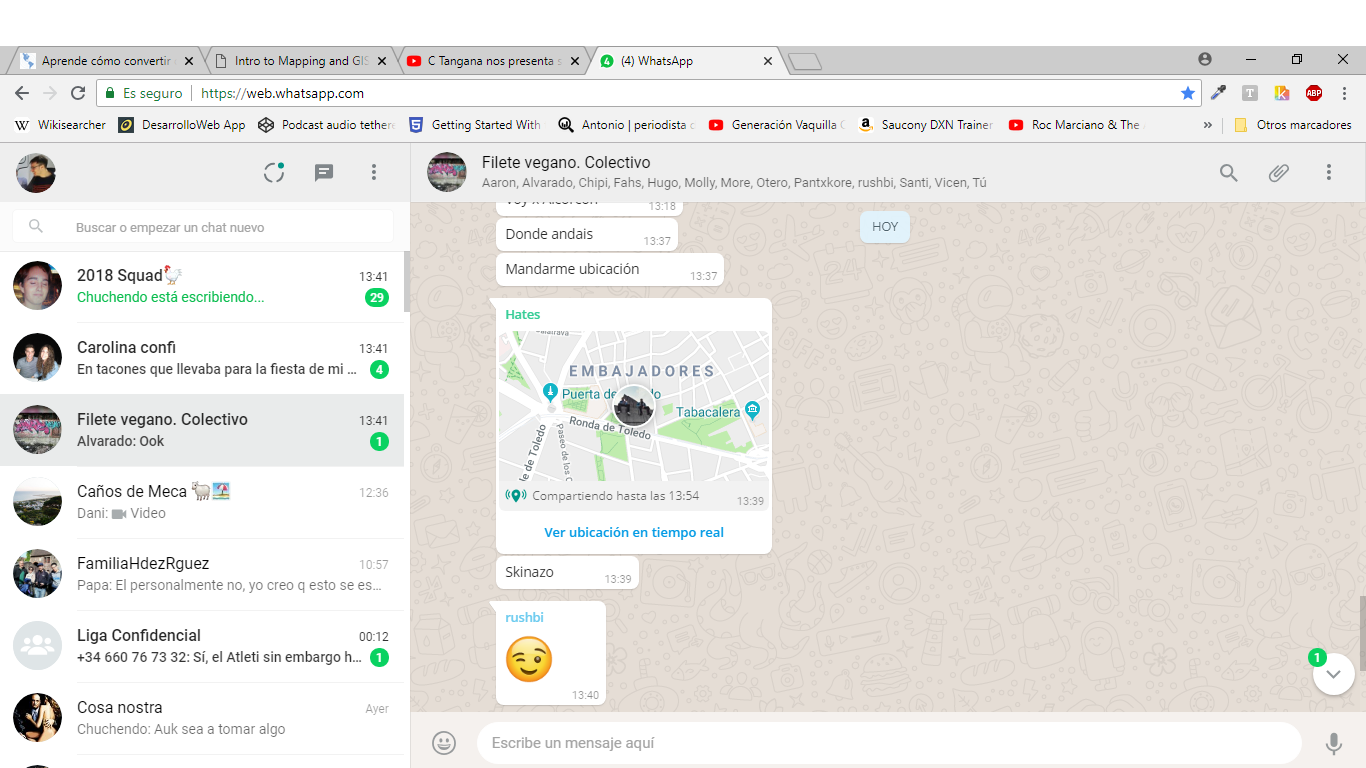 Aprende cómo convertir
Intro to Mapping and GIS
C Tangana nos presenta s
(4) WhatsApp
Es seguro
https://web.whatsapp.com
Wikisearcher
DesarrolloWeb App
Podcast audio tethere
Getting Started With
Antonio | periodista d
Generación Vaquilla C
Saucony DXN Trainer
Roc Marciano & The
»
Otros marcadores
Filete vegano. Colectivo
Aaron, Alvarado, Chipi, Fahs, Hugo, Molly, More, Otero, Pantxkore, rushbi, Santi, Vicen, Tú
Buscar o empezar un chat nuevo
2018 Squad🐓
13:41
Chuchendo está escribiendo...
29
Carolina confi
13:41
En tacones que llevaba para la fiesta de mi ...
4
Filete vegano. Colectivo
13:41
Alvarado: Ook
1
Caños de Meca 🐑🏖
12:36
Dani: Video
FamiliaHdezRguez
10:57
Papa: El personalmente no, yo creo q esto se es...
Liga Confidencial
00:12
+34 660 76 73 32: Sí, el Atleti sin embargo h...
1
Cosa nostra
Ayer
Chuchendo: Auk sea a tomar algo
HOY
Voy x Alcorcon
13:18
Donde andais
13:37
Mandarme ubicación
13:37
Hates
EMBAJADORES
Puerta de
Tabacalera
Ronda de Toledo
de Toledo
Paseo de los
Compartiendo hasta las 13:54
13:39
Ver ubicación en tiempo real
Skinazo
13:39
rushbi
😉
13:40
1
Escribe un mensaje aquí